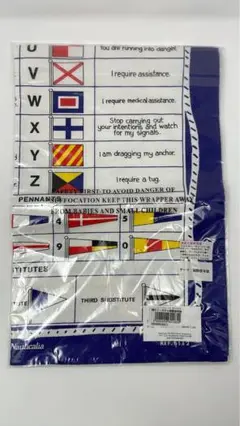 U You are running into danger.
V I require assistance.
W I require medical assistance.
X Stop carrying out
your intentions and watch
for my signals.
Y I am dragging my anchor.
Z I require a tug.
SAFETY FIRST-TO AVOID DANGER OF
SUFFOCATION KEEP THIS WRAPPER AWAY
FROM BABIES AND SMALL CHILDREN
PENNANTS
4 5
9 0
THIRD SUBSTITUTE
Nauticalia